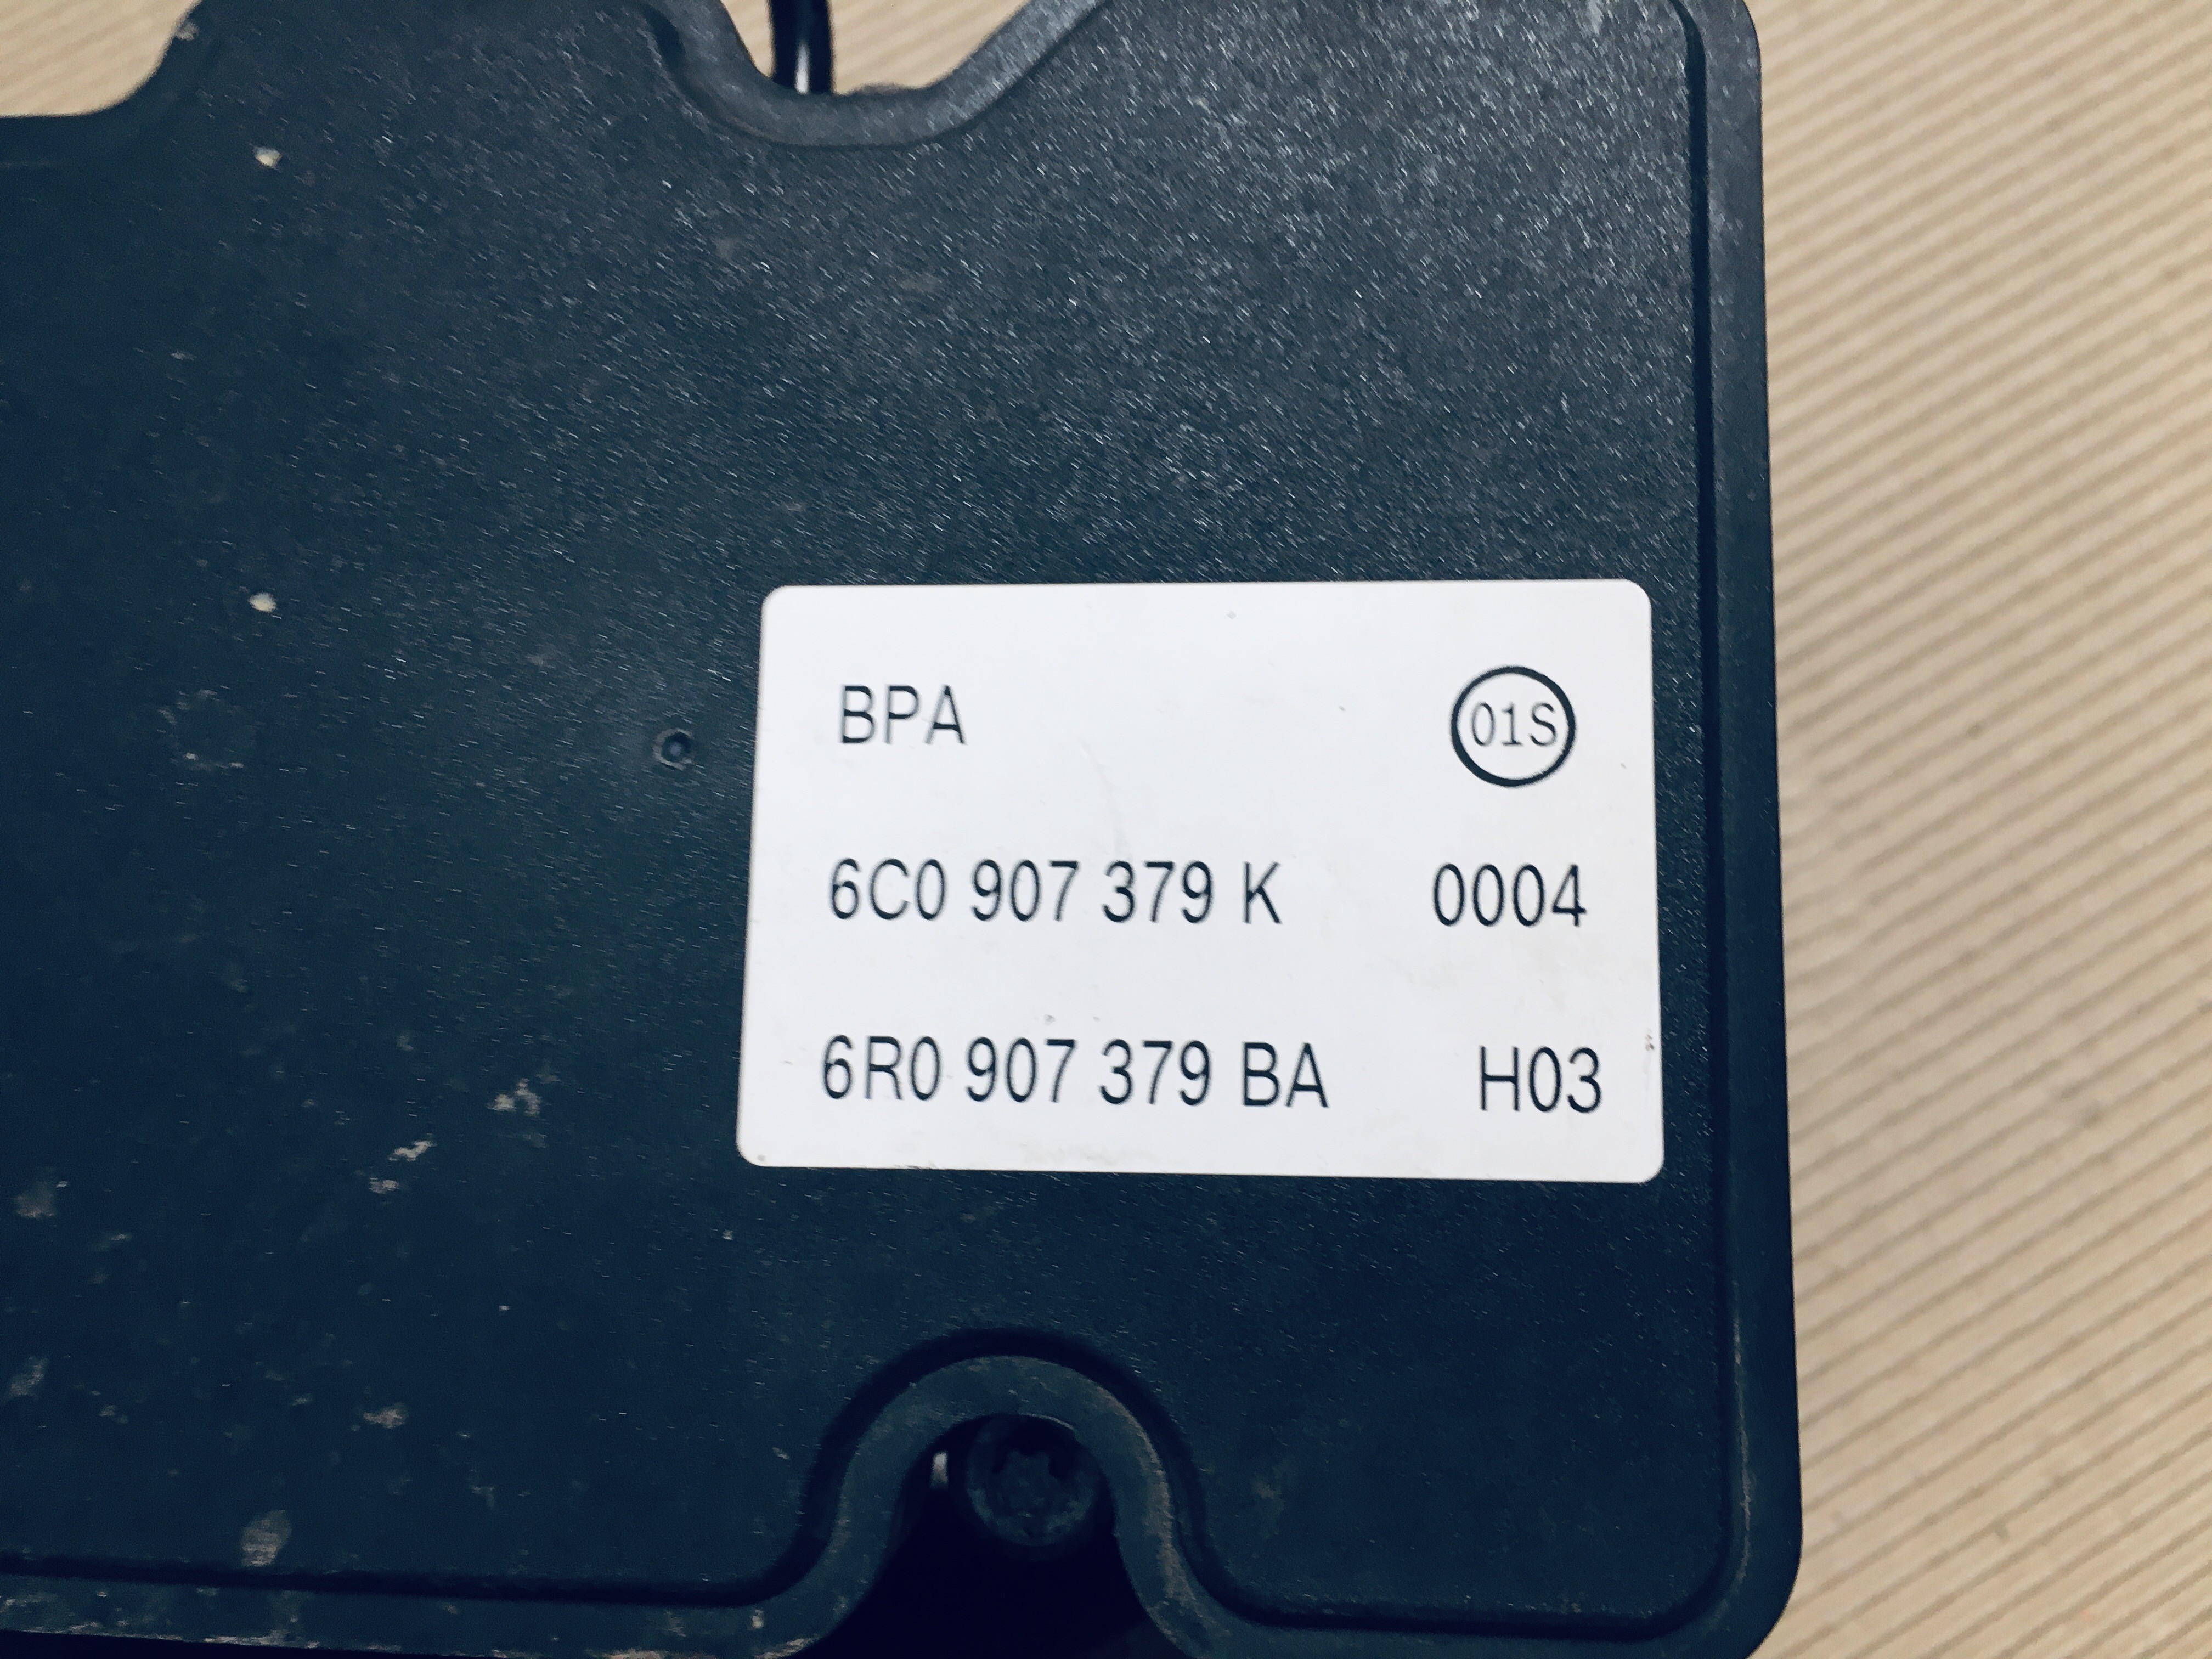 BPA 01S
6C0 907 379 K 0004
6R0 907 379 BA H03